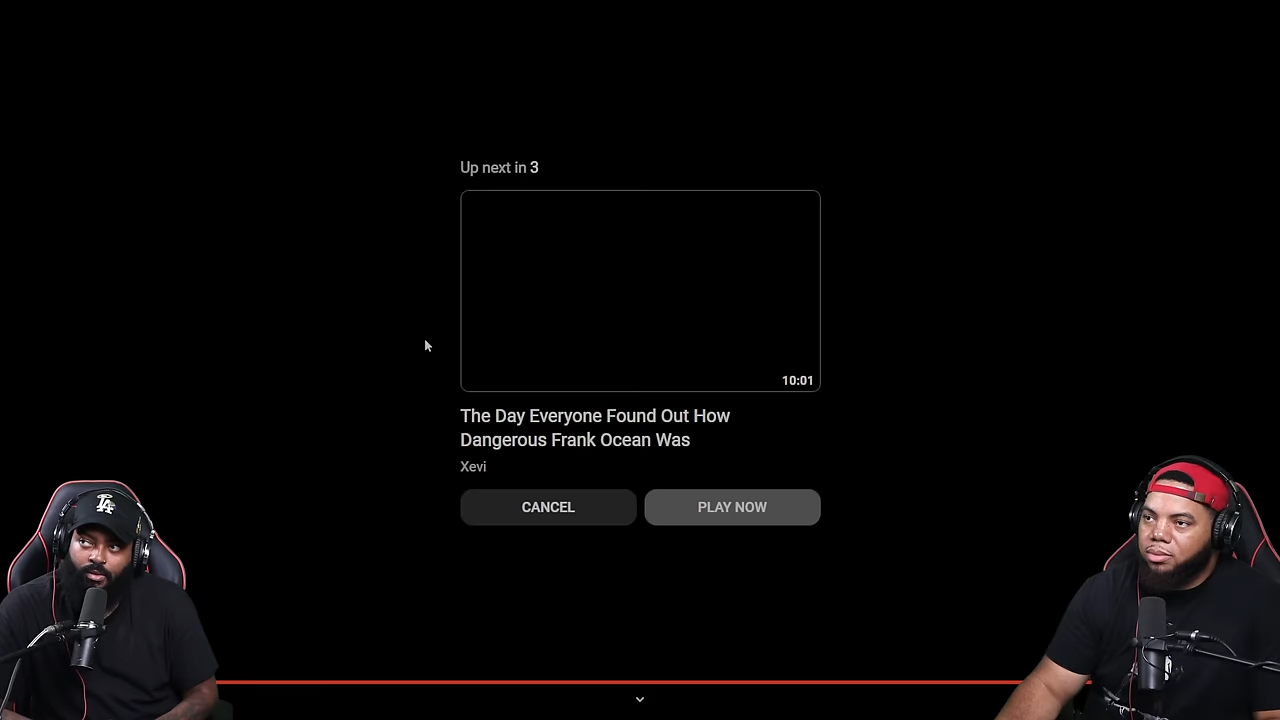 Up next in 3
10:01
The Day Everyone Found Out How
Dangerous Frank Ocean Was
Xevi
CANCEL
PLAY NOW
LA